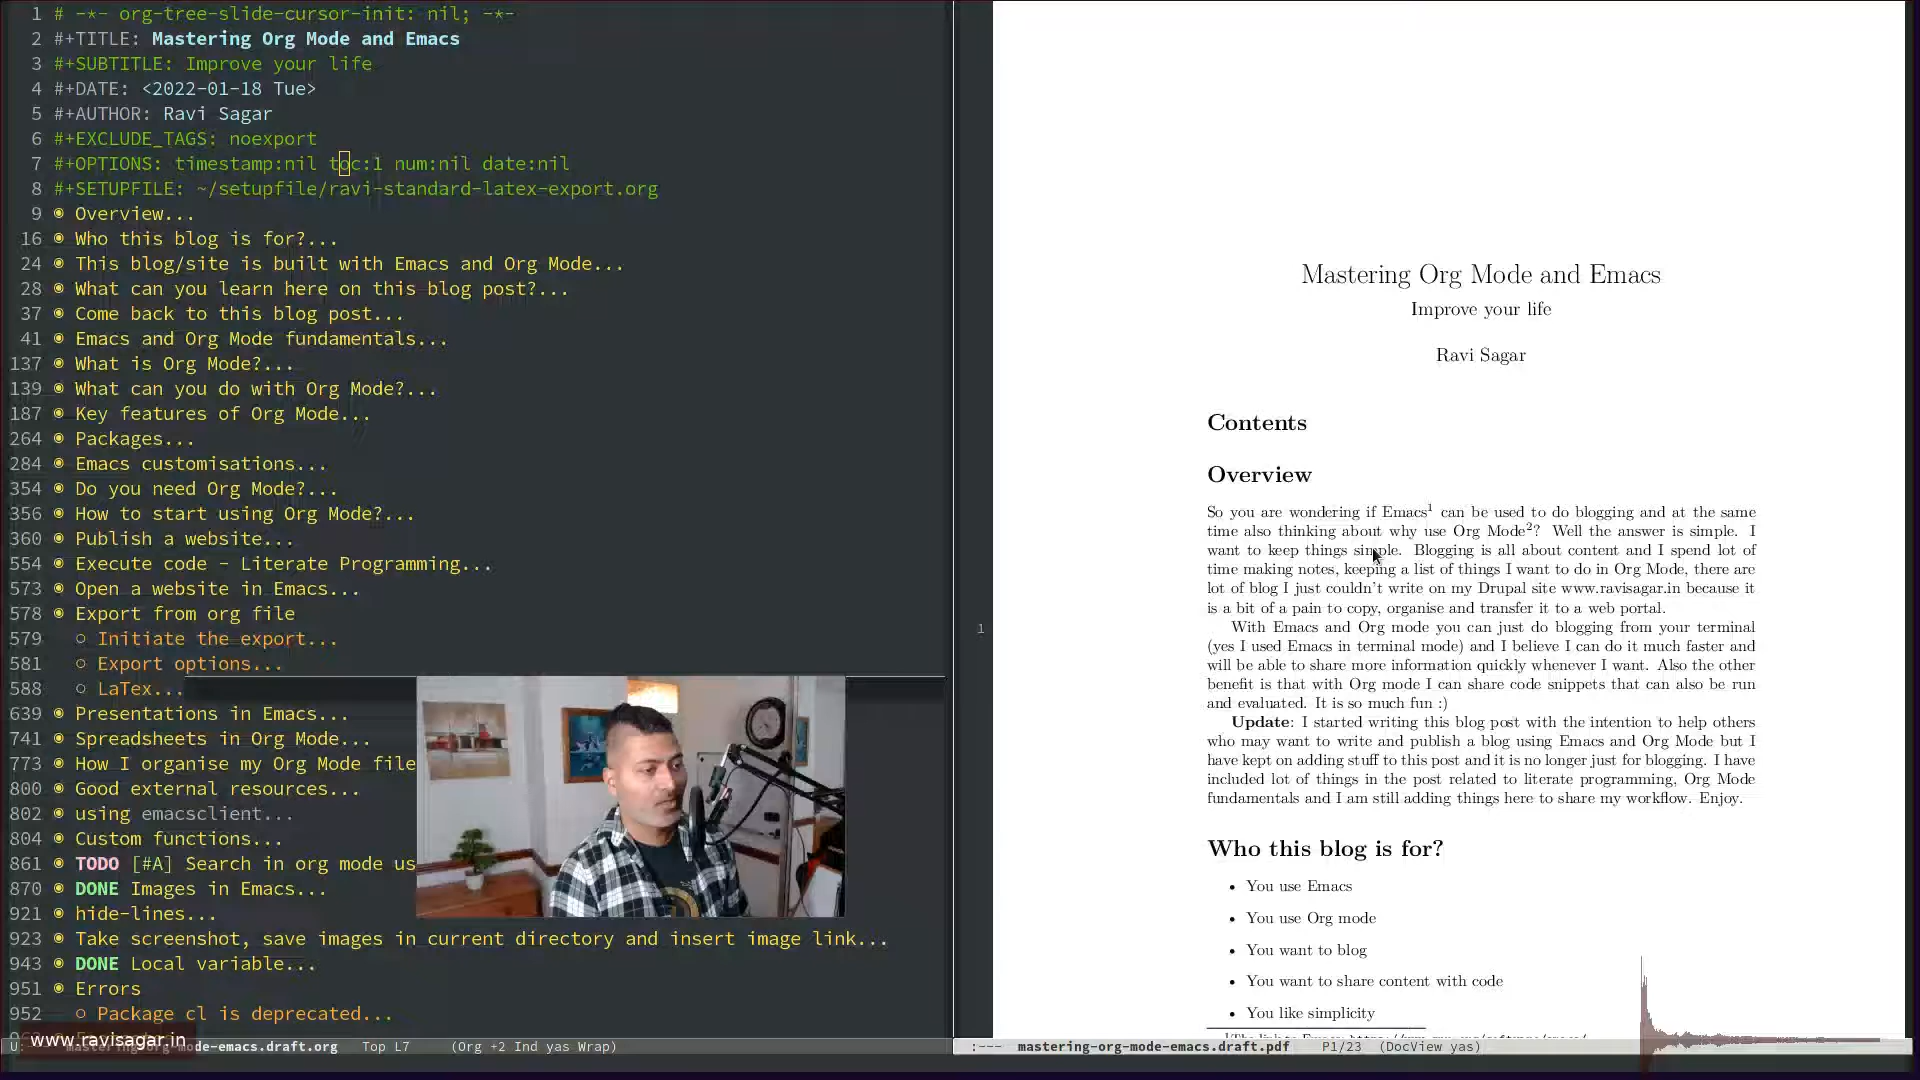 1 # -*- org-tree-slide-cursor-init: nil; -*-
2 #+TITLE: Mastering Org Mode and Emacs
3 #+SUBTITLE: Improve your life
4 #+DATE: <2022-01-18 Tue>
5 #+AUTHOR: Ravi Sagar
6 #+EXCLUDE_TAGS: noexport
7 #+OPTIONS: timestamp:nil toc:1 num:nil date:nil
8 #+SETUPFILE: ~/setupfile/ravi-standard-latex-export.org
9 ◉ Overview...
16 ◉ Who this blog is for?...
24 ◉ This blog/site is built with Emacs and Org Mode...
28 ◉ What can you learn here on this blog post?...
37 ◉ Come back to this blog post...
41 ◉ Emacs and Org Mode fundamentals...
137 ◉ What is Org Mode?...
139 ◉ What can you do with Org Mode?...
187 ◉ Key features of Org Mode...
264 ◉ Packages...
284 ◉ Emacs customisations...
354 ◉ Do you need Org Mode?...
356 ◉ How to start using Org Mode?...
360 ◉ Publish a website...
554 ◉ Execute code - Literate Programming...
573 ◉ Open a website in Emacs...
578 ◉ Export from org file
579 ○ Initiate the export...
581 ○ Export options...
588 ○ LaTex...
639 ◉ Presentations in Emacs...
741 ◉ Spreadsheets in Org Mode...
773 ◉ How I organise my Org Mode file
800 ◉ Good external resources...
802 ◉ using emacsclient...
804 ◉ Custom functions...
861 ◉ TODO [#A] Search in org mode us
870 ◉ DONE Images in Emacs...
921 ◉ hide-lines...
923 ◉ Take screenshot, save images in current directory and insert image link...
943 ◉ DONE Local variable...
951 ◉ Errors
952 ○ Package cl is deprecated...
www.ravisagar.in
mastering-org-mode-emacs.draft.org Top L7 (Org +2 Ind yas Wrap)
Mastering Org Mode and Emacs
Improve your life
Ravi Sagar
Contents
Overview
So you are wondering if Emacs1 can be used to do blogging and at the same
time also thinking about why use Org Mode2? Well the answer is simple. I
want to keep things simple. Blogging is all about content and I spend lot of
time making notes, keeping a list of things I want to do in Org Mode, there are
lot of blog I just couldn't write on my Drupal site www.ravisagar.in because it
is a bit of a pain to copy, organise and transfer it to a web portal.
With Emacs and Org mode you can just do blogging from your terminal
1
(yes I used Emacs in terminal mode) and I believe I can do it much faster and
will be able to share more information quickly whenever I want. Also the other
benefit is that with Org mode I can share code snippets that can also be run
and evaluated. It is so much fun :)
Update: I started writing this blog post with the intention to help others
who may want to write and publish a blog using Emacs and Org Mode but I
have kept on adding stuff to this post and it is no longer just for blogging. I have
included lot of things in the post related to literate programming, Org Mode
fundamentals and I am still adding things here to share my workflow. Enjoy.
Who this blog is for?
• You use Emacs
• You use Org mode
• You want to blog
• You want to share content with code
• You like simplicity
:--- mastering-org-mode-emacs.draft.pdf P1/23 (DocView yas)